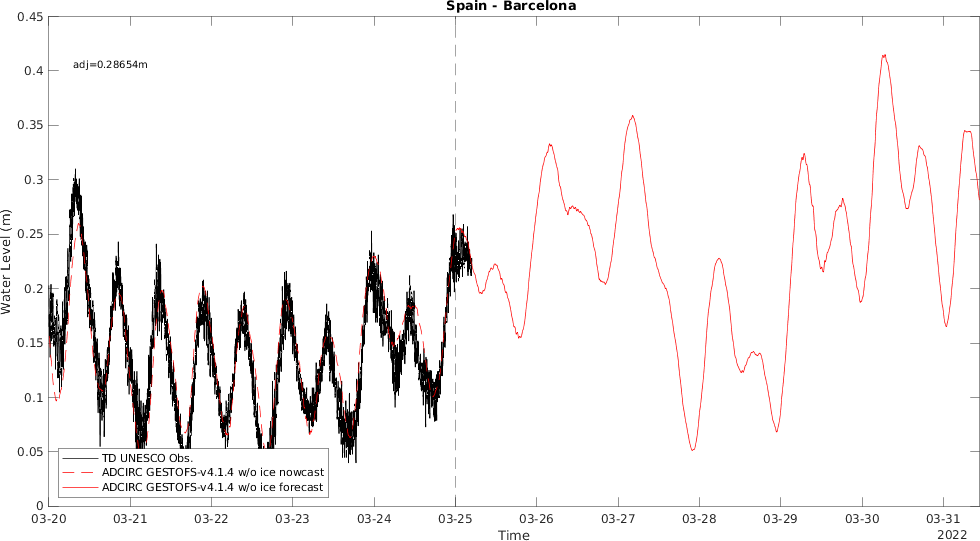 Spain - Barcelona
0.45
adj=0.28654m
0.4
0.35
0.3
0.25
0.2
0.15
0.1
0.05
0
Water Level (m)
TD UNESCO Obs.
ADCIRC GESTOFS-v4.1.4 w/o ice nowcast
ADCIRC GESTOFS-v4.1.4 w/o ice forecast
03-20 03-21 03-22 03-23 03-24 03-25 03-26 03-27 03-28 03-29 03-30 03-31
Time
2022